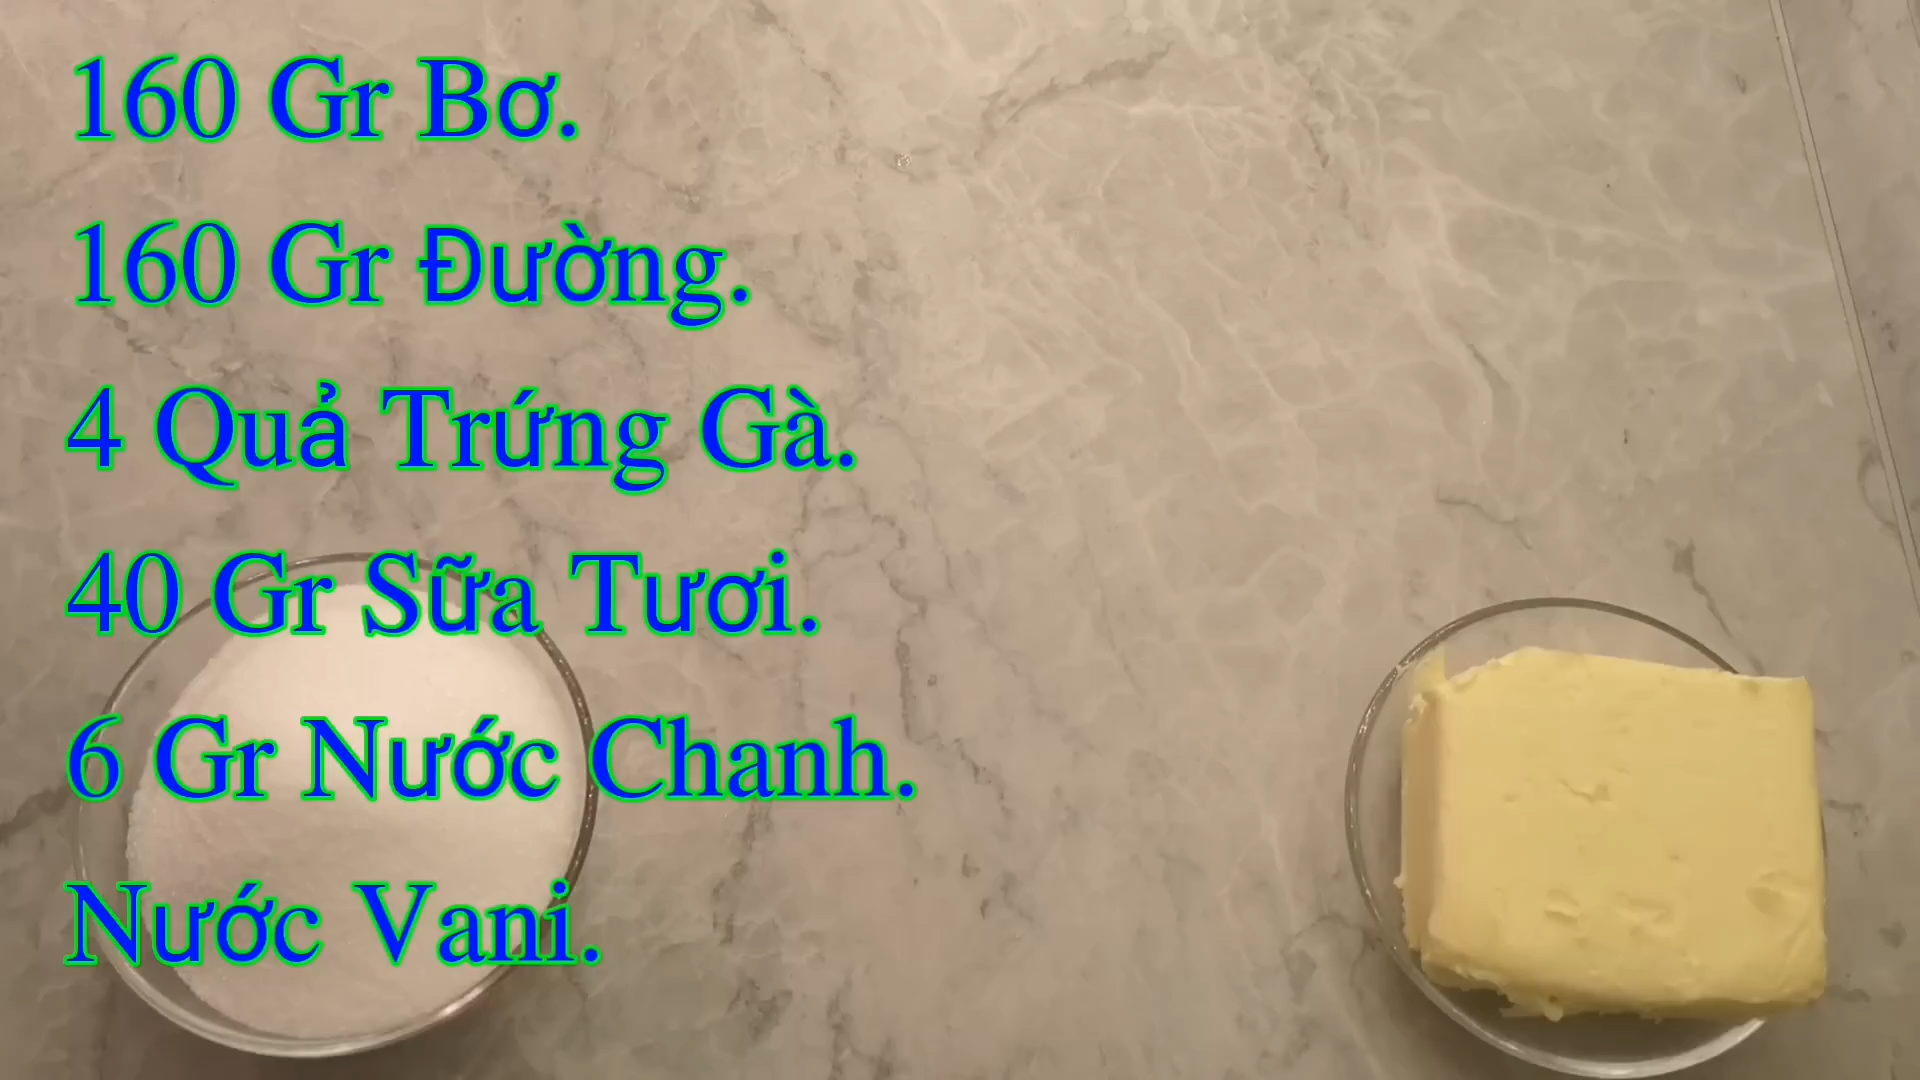 160 Gr Bơ.
160 Gr Đường.
4 Quả Trứng Gà.
40 Gr Sữa Tươi.
6 Gr Nước Chanh.
Nước Vani.